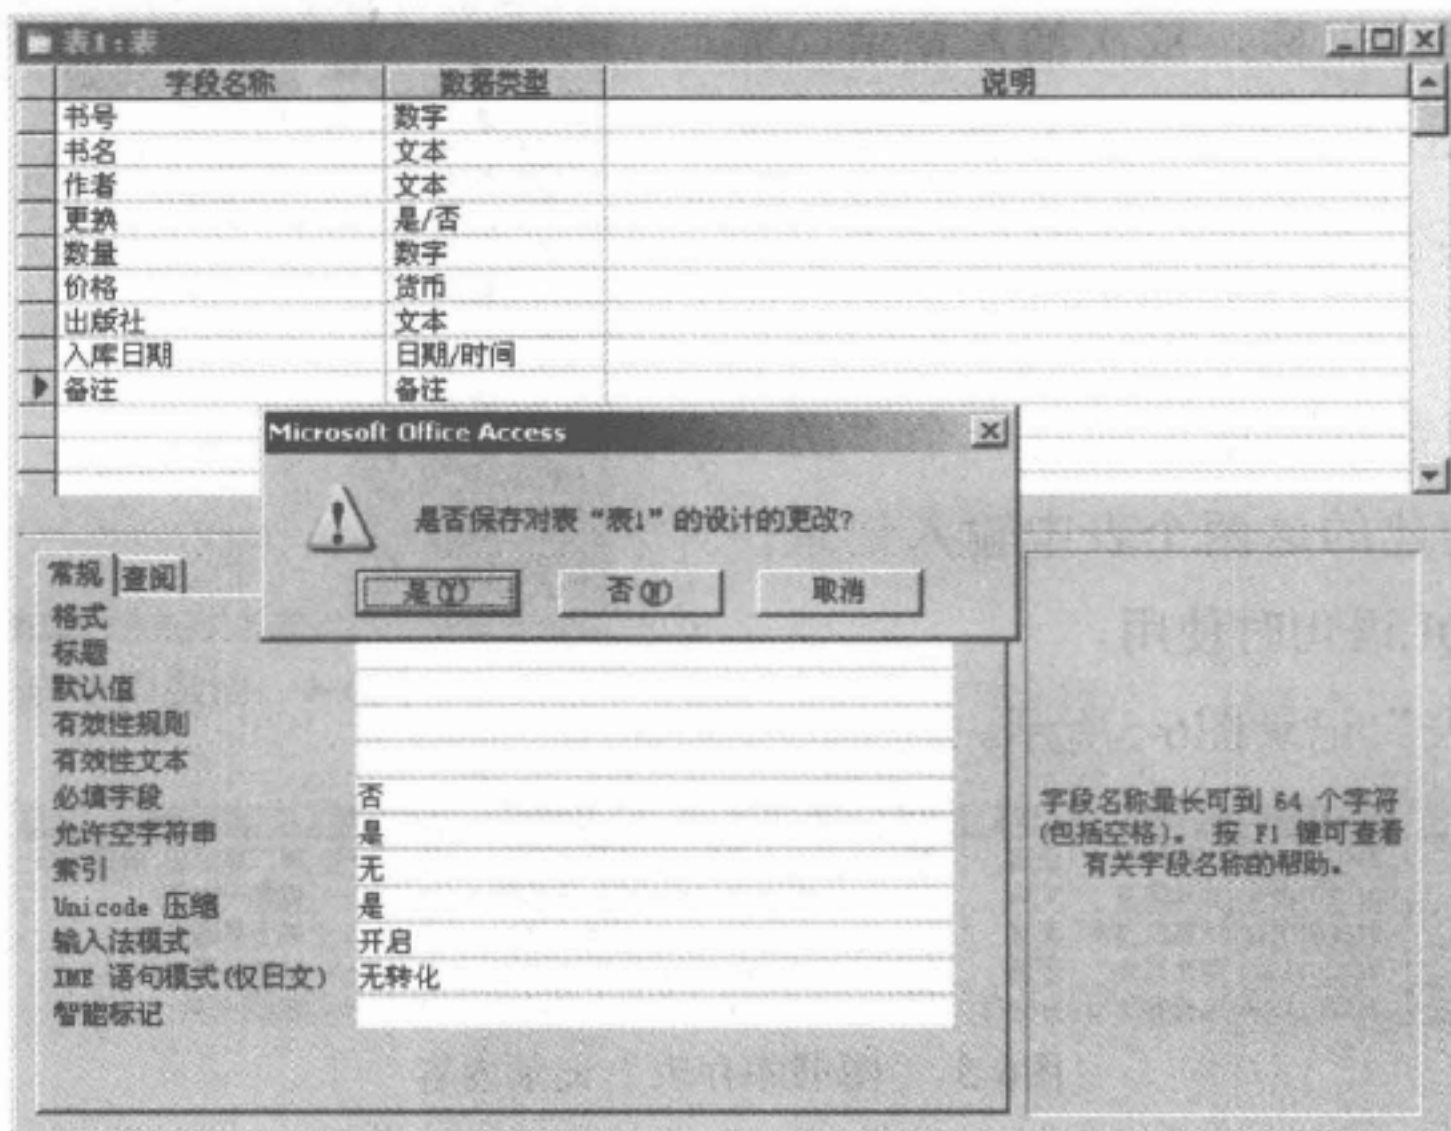 表1:表
字段名称 数据类型 说明
书号 数字
书名 文本
作者 文本
更换 是/否
数量 数字
价格 货币
出版社 文本
入库日期 日期/时间
备注 备注
Microsoft Office Access
是否保存对表“表1”的设计的更改?
是(Y) 否(N) 取消
常规 查阅
格式
标题
默认值
有效性规则
有效性文本
必填字段 否
允许空字符串 是
索引 无
Unicode 压缩 是
输入法模式 开启
IME 语句模式(仅日文) 无转化
智能标记
字段名称最长可到 64 个字符
(包括空格)。 按 F1 键可查看
有关字段名称的帮助。